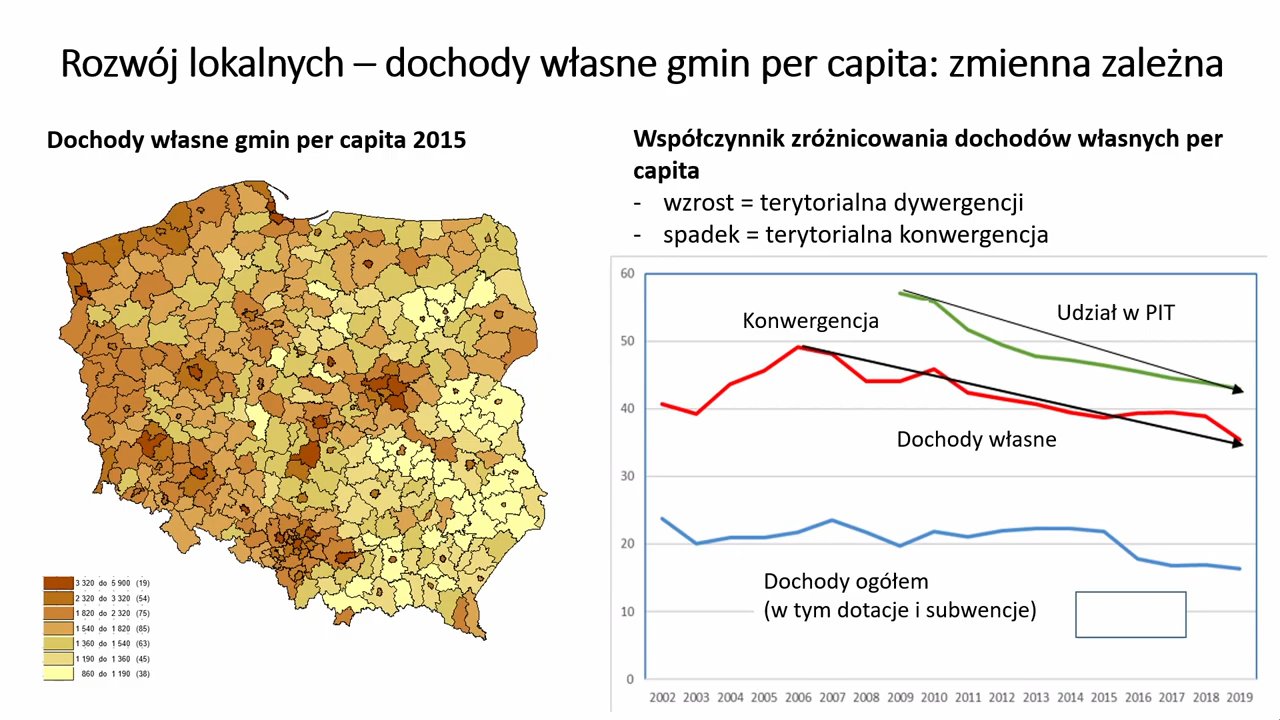 Rozwój lokalnych – dochody własne gmin per capita: zmienna zależna
Dochody własne gmin per capita 2015
3 320 do 5 900 (19)
2 320 do 3 320 (54)
1 820 do 2 320 (75)
1 540 do 1 820 (85)
1 360 do 1 540 (63)
1 190 do 1 360 (45)
860 do 1 190 (38)
Współczynnik zróżnicowania dochodów własnych per
capita
- wzrost = terytorialna dywergencji
- spadek = terytorialna konwergencja
60
50
40
30
20
10
0
Udział w PIT
Konwergencja
Dochody własne
Dochody ogółem
(w tym dotacje i subwencje)
2002 2003 2004 2005 2006 2007 2008 2009 2010 2011 2012 2013 2014 2015 2016 2017 2018 2019